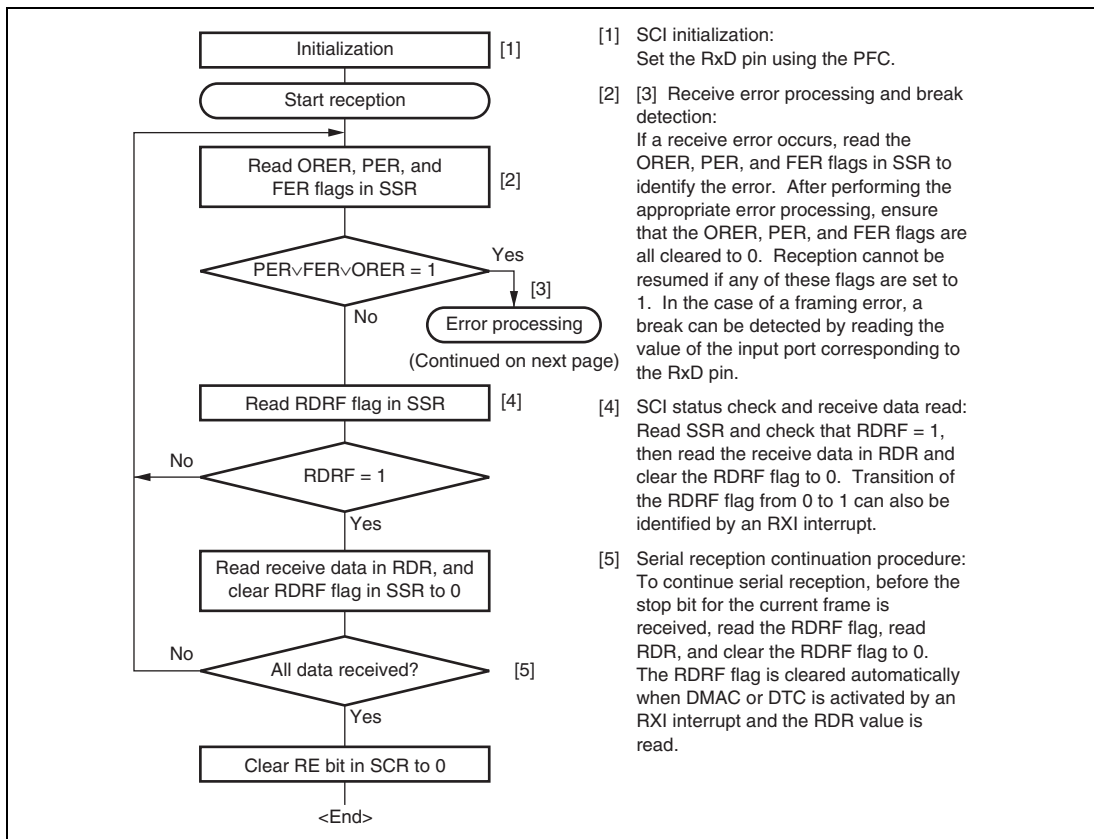 Initialization
[1]
Start reception
Read ORER, PER, and
FER flags in SSR
[2]
PER∨FER∨ORER = 1
Yes
[3]
No
Error processing
(Continued on next page)
Read RDRF flag in SSR
[4]
No
RDRF = 1
Yes
Read receive data in RDR, and
clear RDRF flag in SSR to 0
No
All data received?
[5]
Yes
Clear RE bit in SCR to 0
<End>
[1] SCI initialization:
Set the RxD pin using the PFC.
[2] [3] Receive error processing and break
detection:
If a receive error occurs, read the
ORER, PER, and FER flags in SSR to
identify the error. After performing the
appropriate error processing, ensure
that the ORER, PER, and FER flags are
all cleared to 0. Reception cannot be
resumed if any of these flags are set to
1. In the case of a framing error, a
break can be detected by reading the
value of the input port corresponding to
the RxD pin.
[4] SCI status check and receive data read:
Read SSR and check that RDRF = 1,
then read the receive data in RDR and
clear the RDRF flag to 0. Transition of
the RDRF flag from 0 to 1 can also be
identified by an RXI interrupt.
[5] Serial reception continuation procedure:
To continue serial reception, before the
stop bit for the current frame is
received, read the RDRF flag, read
RDR, and clear the RDRF flag to 0.
The RDRF flag is cleared automatically
when DMAC or DTC is activated by an
RXI interrupt and the RDR value is
read.